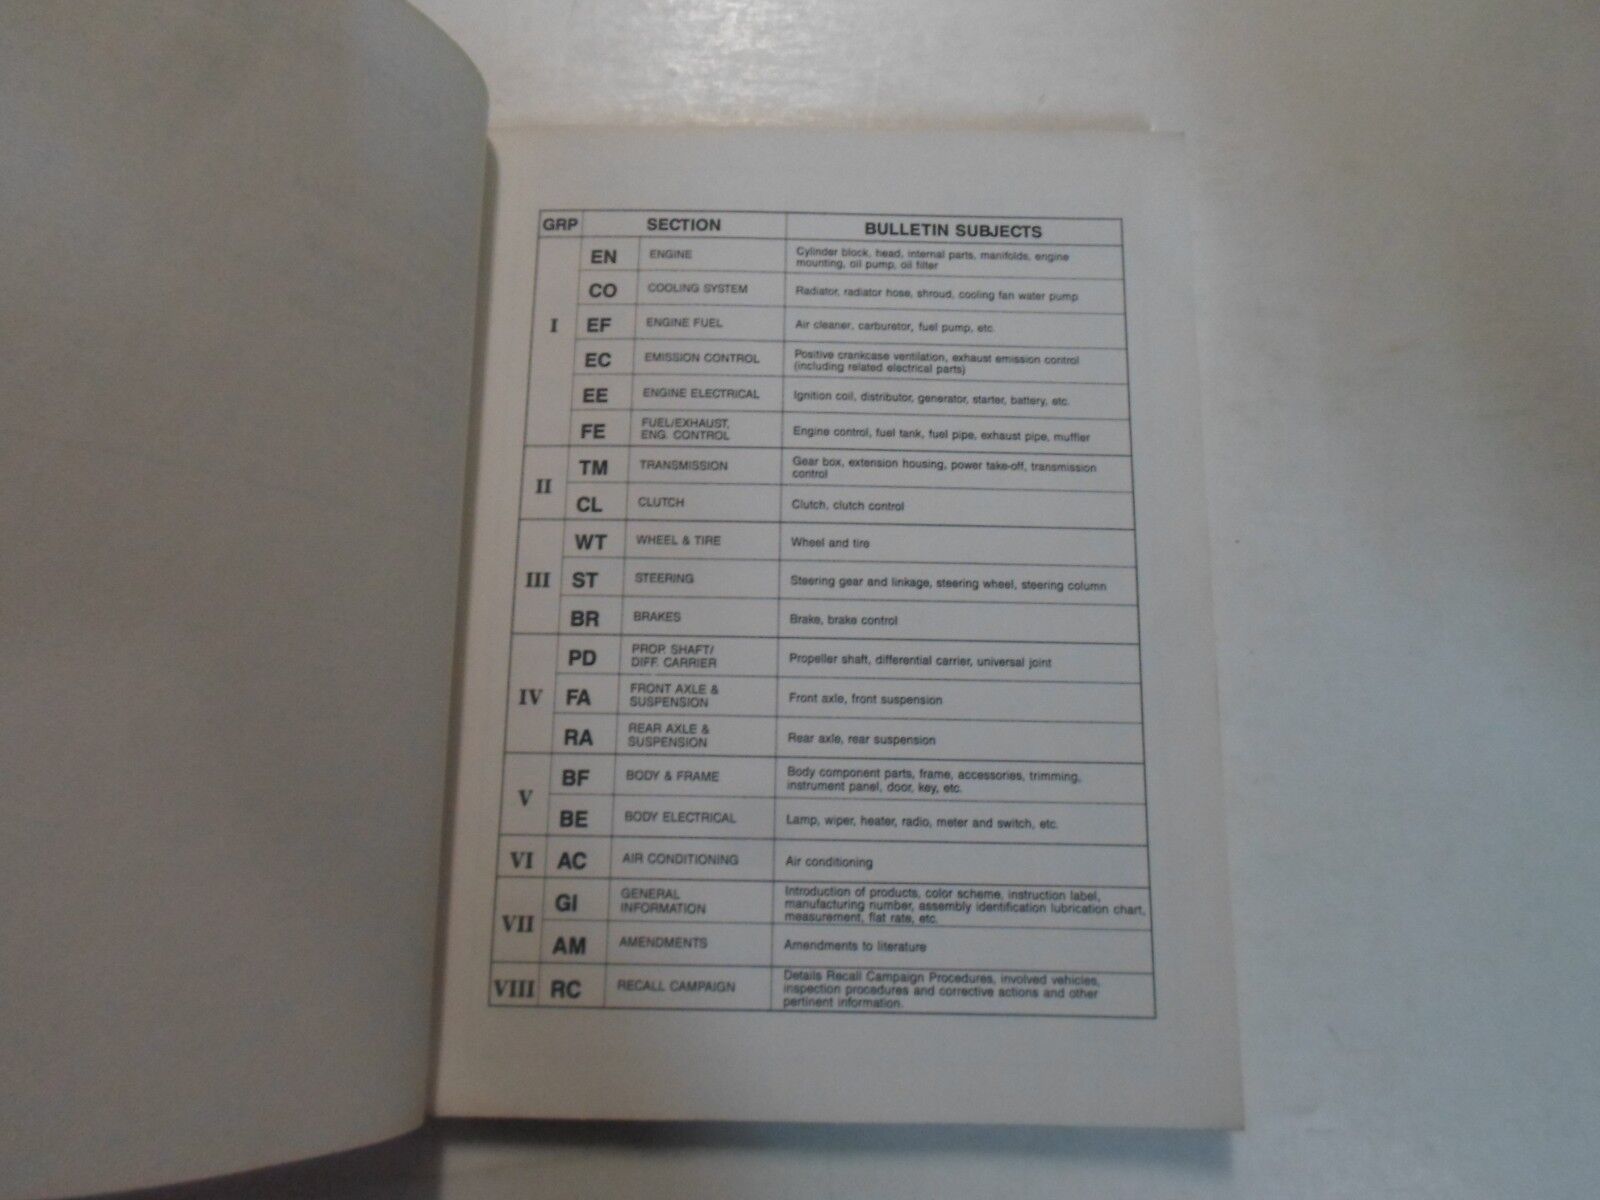 GRP SECTION BULLETIN SUBJECTS
I
EN ENGINE Cylinder block, head, internal parts, manifolds, engine
mounting, oil pump, oil filter
CO COOLING SYSTEM Radiator, radiator hose, shroud, cooling fan water pump
EF ENGINE FUEL Air cleaner, carburetor, fuel pump, etc.
EC EMISSION CONTROL Positive crankcase ventilation, exhaust emission control
(including related electrical parts)
EE ENGINE ELECTRICAL Ignition coil, distributor, generator, starter, battery, etc.
FE FUEL/EXHAUST,
ENG. CONTROL Engine control, fuel tank, fuel pipe, exhaust pipe, muffler
II
TM TRANSMISSION Gear box, extension housing, power take-off, transmission
control
CL CLUTCH Clutch, clutch control
III
WT WHEEL & TIRE Wheel and tire
ST STEERING Steering gear and linkage, steering wheel, steering column
BR BRAKES Brake, brake control
IV
PD PROP. SHAFT/
DIFF. CARRIER Propeller shaft, differential carrier, universal joint
FA FRONT AXLE &
SUSPENSION Front axle, front suspension
RA REAR AXLE &
SUSPENSION Rear axle, rear suspension
V
BF BODY & FRAME Body component parts, frame, accessories, trimming,
instrument panel, door, key, etc.
BE BODY ELECTRICAL Lamp, wiper, heater, radio, meter and switch, etc.
VI AC AIR CONDITIONING Air conditioning
VII
GI GENERAL
INFORMATION Introduction of products, color scheme, instruction label,
manufacturing number, assembly identification lubrication chart,
measurement, flat rate, etc.
AM AMENDMENTS Amendments to literature
VIII RC RECALL CAMPAIGN Details Recall Campaign Procedures, involved vehicles,
inspection procedures and corrective actions and other
pertinent information.